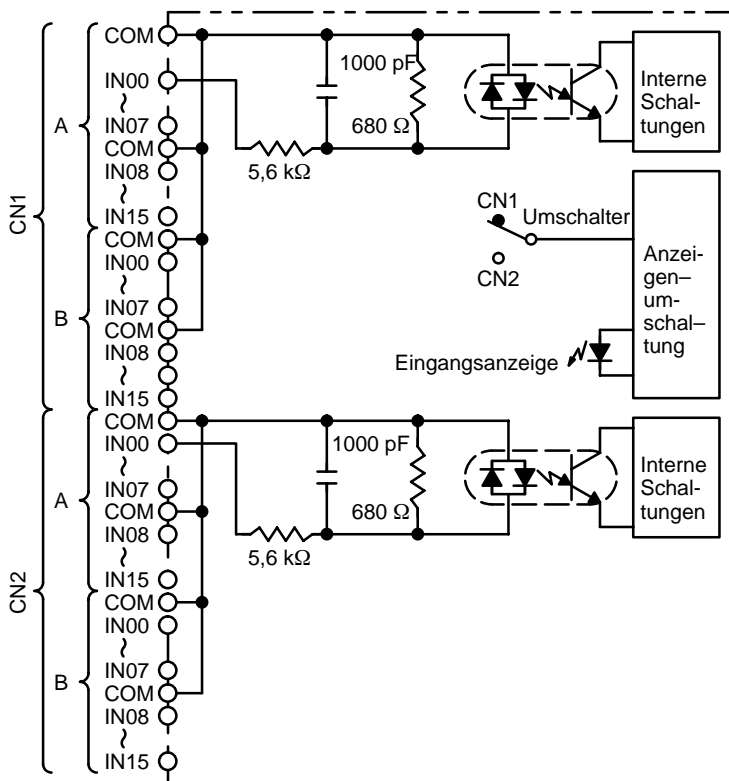 CN1
A
COM
IN00
~
IN07
COM
IN08
~
IN15
B
COM
IN00
~
IN07
COM
IN08
~
IN15
CN2
A
COM
IN00
~
IN07
COM
IN08
~
IN15
B
COM
IN00
~
IN07
COM
IN08
~
IN15
1000 pF
680 Ω
5,6 kΩ
Interne
Schal-
tungen
CN1
Umschalter
CN2
Anzei-
gen–
um-
schal–
tung
Eingangsanzeige
1000 pF
680 Ω
5,6 kΩ
Interne
Schal-
tungen